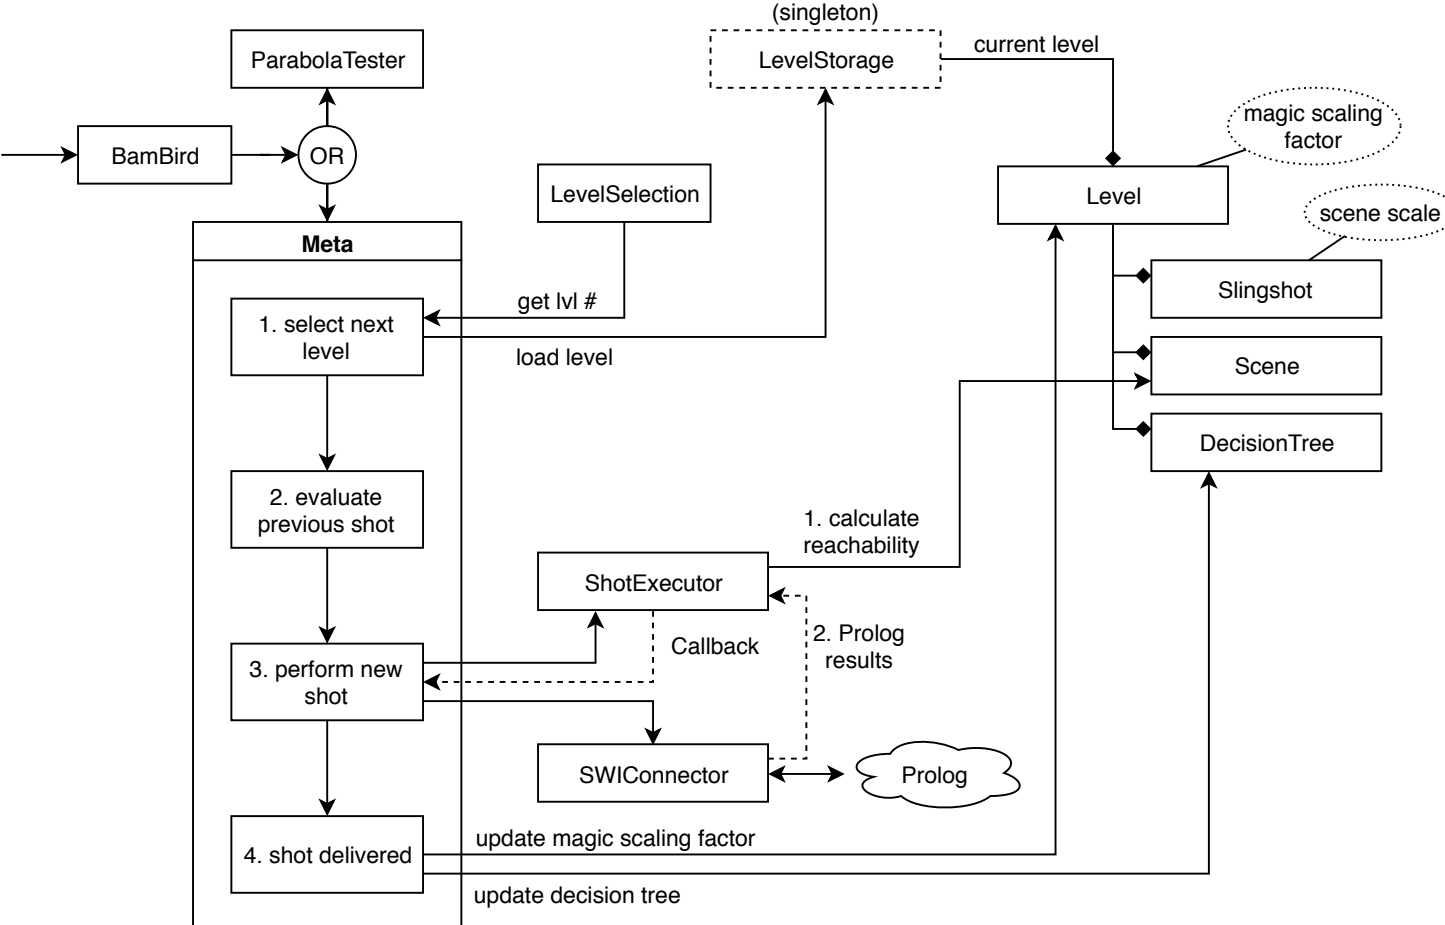 (singleton)
ParabolaTester
LevelStorage
current level
magic scaling
factor
BamBird
OR
LevelSelection
Level
scene scale
Meta
Slingshot
get lvl #
1. select next
level
load level
Scene
DecisionTree
2. evaluate
previous shot
1. calculate
reachability
ShotExecutor
Callback
2. Prolog
results
3. perform new
shot
SWIConnector
Prolog
update magic scaling factor
4. shot delivered
update decision tree